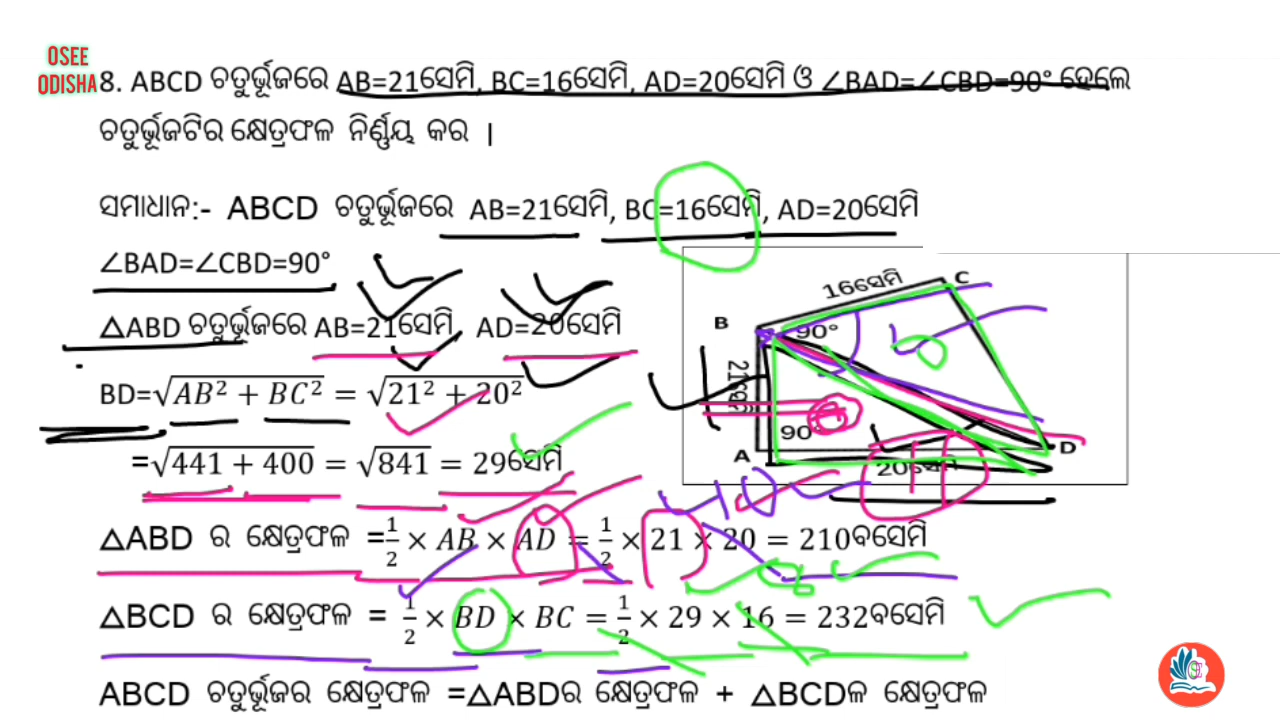 OSEE
ODISHA
8. ABCD ଚତୁର୍ଭୂଜରେ AB=21ସେମି, BC=16ସେମି, AD=20ସେମି ଓ ∠BAD=∠CBD=90° ହେଲେ
ଚତୁର୍ଭୂଜଟିର କ୍ଷେତ୍ରଫଳ ନିର୍ଣ୍ଣୟ କର ।
ସମାଧାନ:- ABCD ଚତୁର୍ଭୂଜରେ AB=21ସେମି, BC=16ସେମି, AD=20ସେମି
∠BAD=∠CBD=90°
△ABD ଚତୁର୍ଭୂଜରେ AB=21ସେମି, AD=20ସେମି
BD=√AB² + BC² = √21² + 20²
=√441 + 400 = √841 = 29ସେମି
△ABD ର କ୍ଷେତ୍ରଫଳ =1/2 × AB × AD = 1/2 × 21 × 20 = 210ବସେମି
△BCD ର କ୍ଷେତ୍ରଫଳ = 1/2 × BD × BC = 1/2 × 29 × 16 = 232ବସେମି
ABCD ଚତୁର୍ଭୂଜର କ୍ଷେତ୍ରଫଳ =△ABDର କ୍ଷେତ୍ରଫଳ + △BCDଳ କ୍ଷେତ୍ରଫଳ
16ସେମି C
B 90°
90°
A D
20ସେମି
10
8